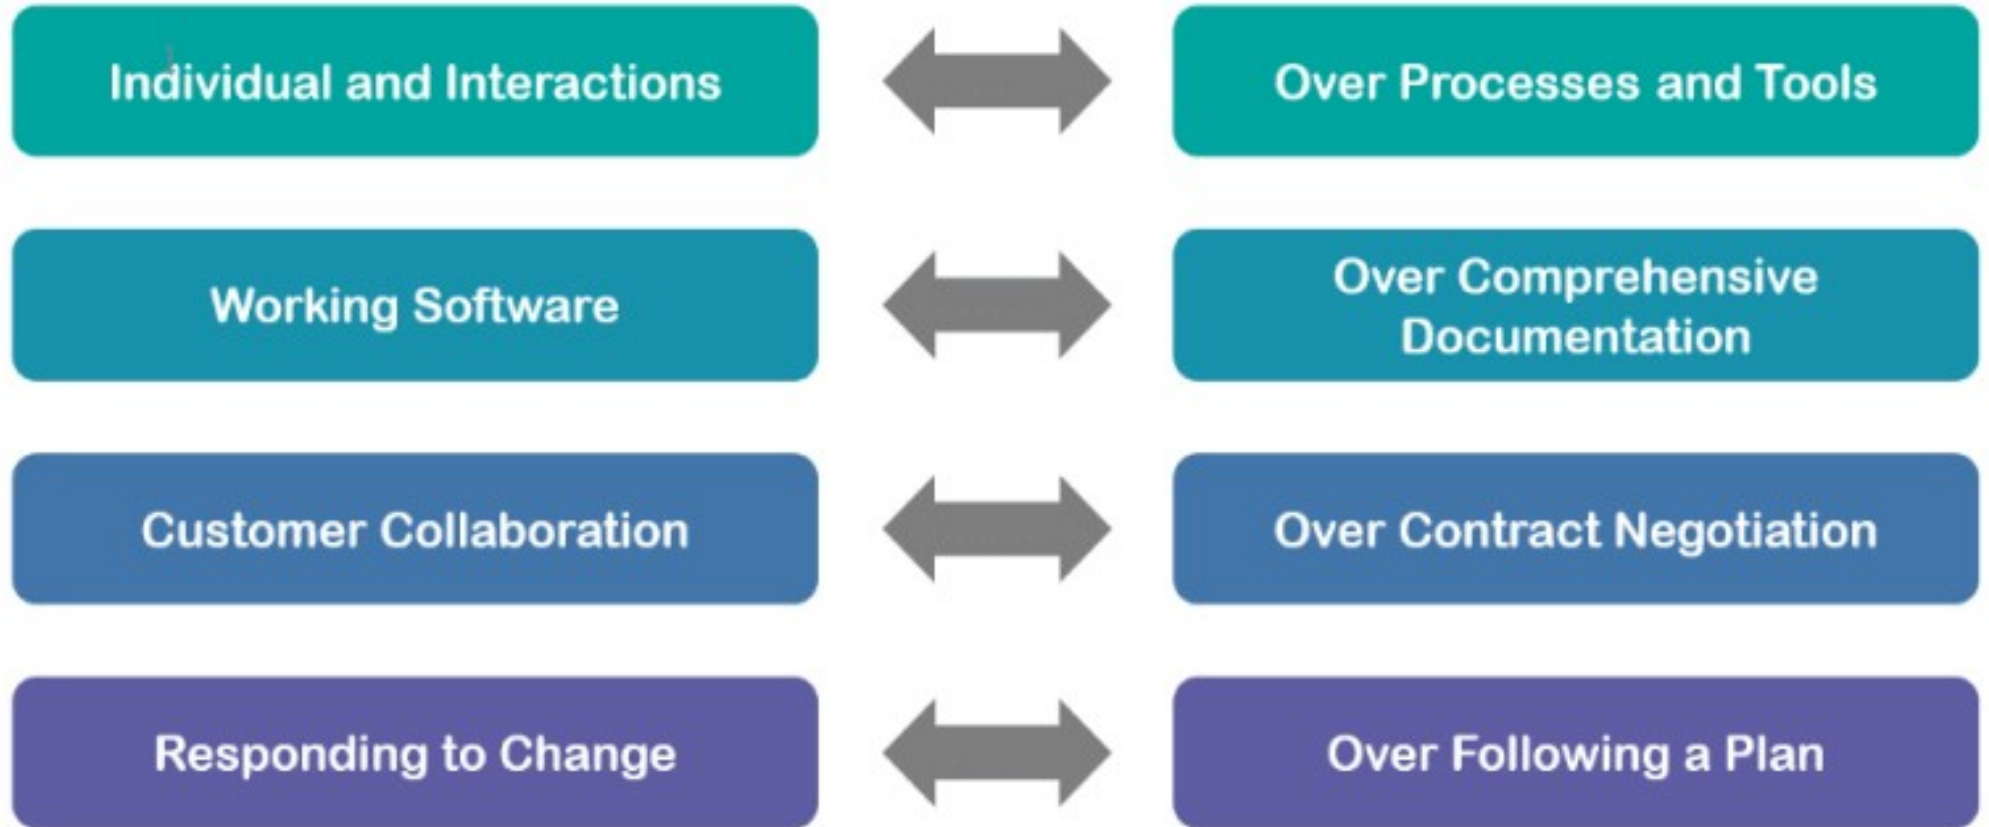 Individual and Interactions
Over Processes and Tools
Working Software
Over Comprehensive
Documentation
Customer Collaboration
Over Contract Negotiation
Responding to Change
Over Following a Plan